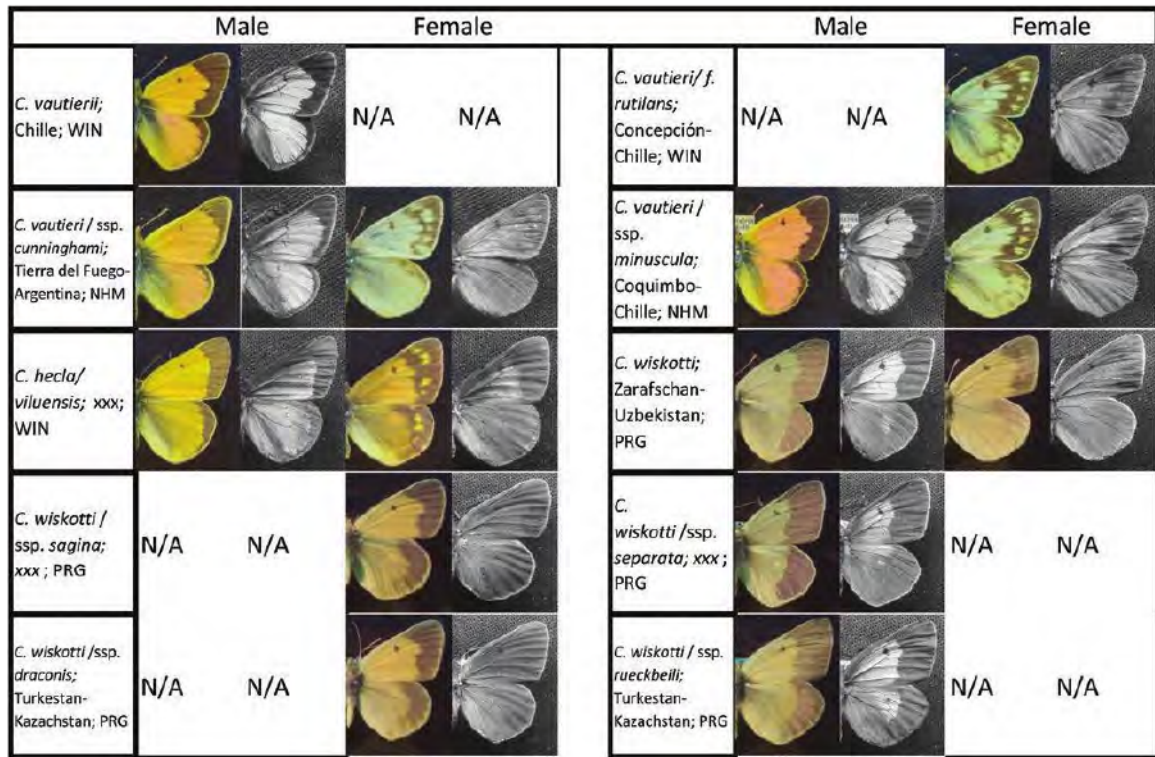 Male Female Male Female
C. vautierii;
Chille; WIN
N/A N/A
C. vautieri/ f.
rutilans;
Concepción-
Chille; WIN
N/A N/A
C. vautieri / ssp.
cunninghami;
Tierra del Fuego-
Argentina; NHM
C. vautieri /
ssp.
minuscula;
Coquimbo-
Chille; NHM
C. hecla/
viluensis; xxx;
WIN
C. wiskotti;
Zarafschan-
Uzbekistan;
PRG
C. wiskotti /
ssp. sagina;
xxx ; PRG
N/A N/A
C.
wiskotti /ssp.
separata; xxx ;
PRG
N/A N/A
C. wiskotti /ssp.
draconis;
Turkestan-
Kazachstan; PRG
N/A N/A
C. wiskotti / ssp.
rueckbeili;
Turkestan-
Kazachstan; PRG
N/A N/A